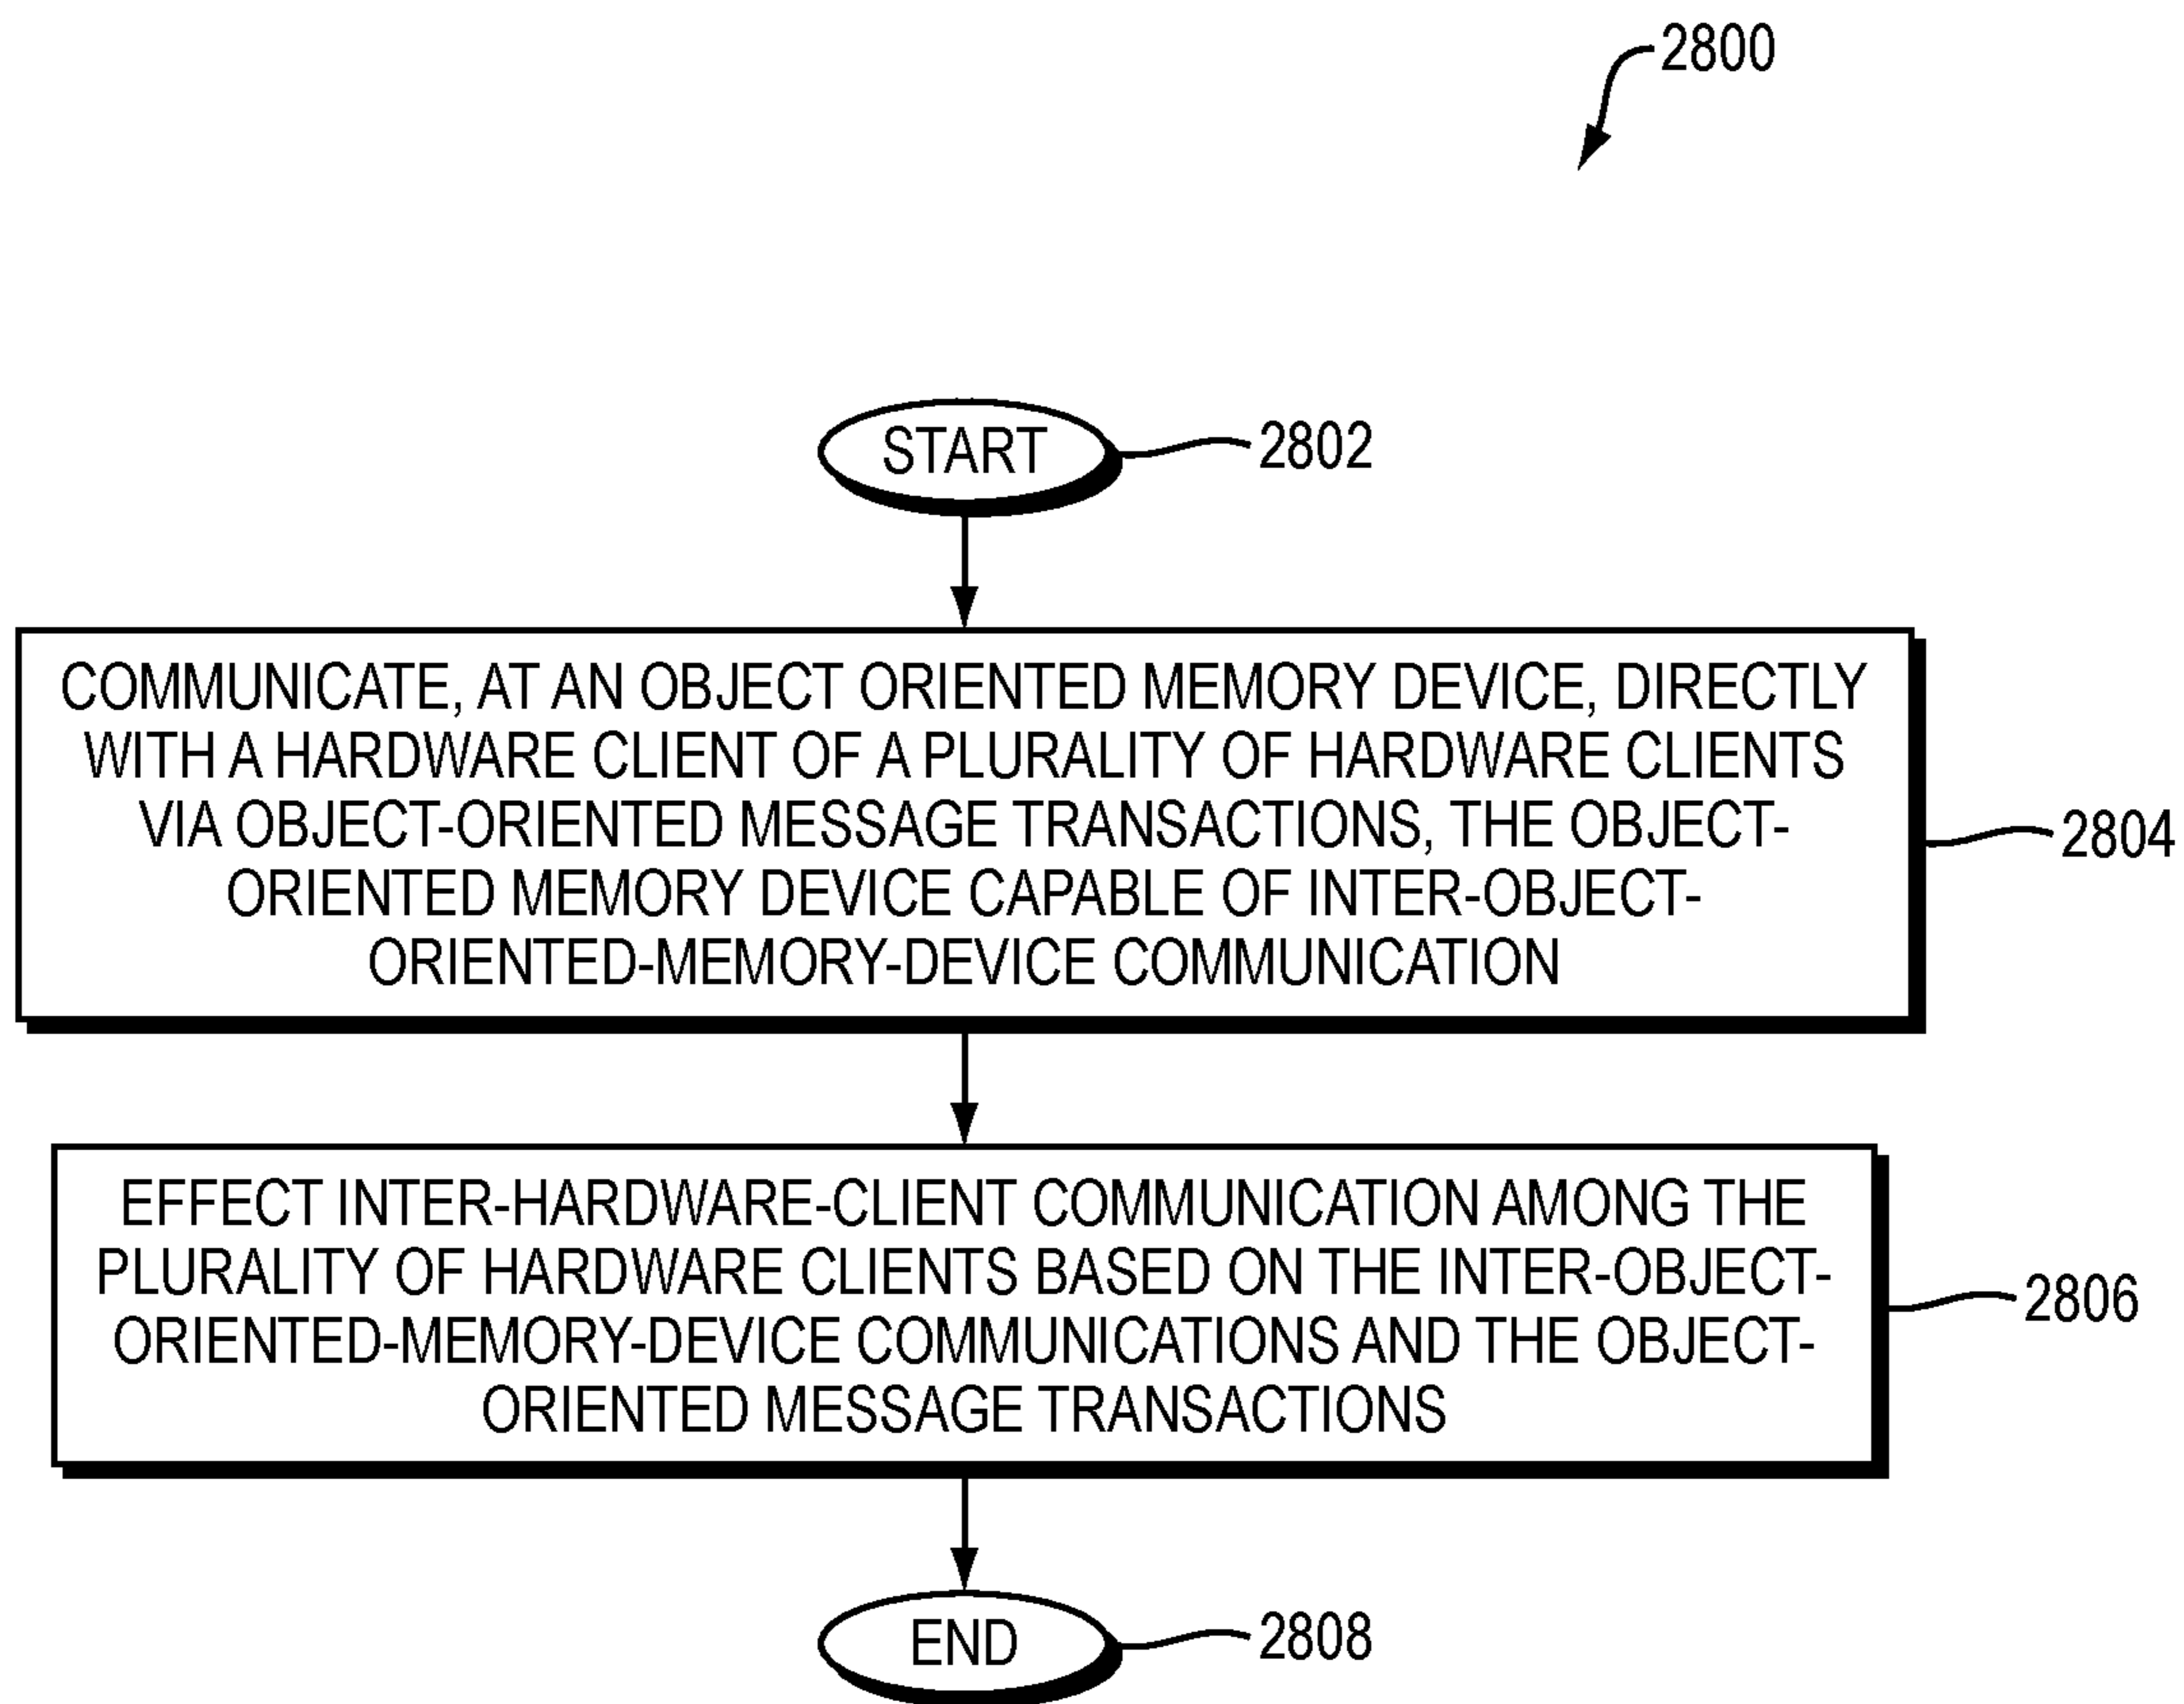 2800
START
2802
COMMUNICATE, AT AN OBJECT ORIENTED MEMORY DEVICE, DIRECTLY
WITH A HARDWARE CLIENT OF A PLURALITY OF HARDWARE CLIENTS
VIA OBJECT-ORIENTED MESSAGE TRANSACTIONS, THE OBJECT-
ORIENTED MEMORY DEVICE CAPABLE OF INTER-OBJECT-
ORIENTED-MEMORY-DEVICE COMMUNICATION
2804
EFFECT INTER-HARDWARE-CLIENT COMMUNICATION AMONG THE
PLURALITY OF HARDWARE CLIENTS BASED ON THE INTER-OBJECT-
ORIENTED-MEMORY-DEVICE COMMUNICATIONS AND THE OBJECT-
ORIENTED MESSAGE TRANSACTIONS
2806
END
2808